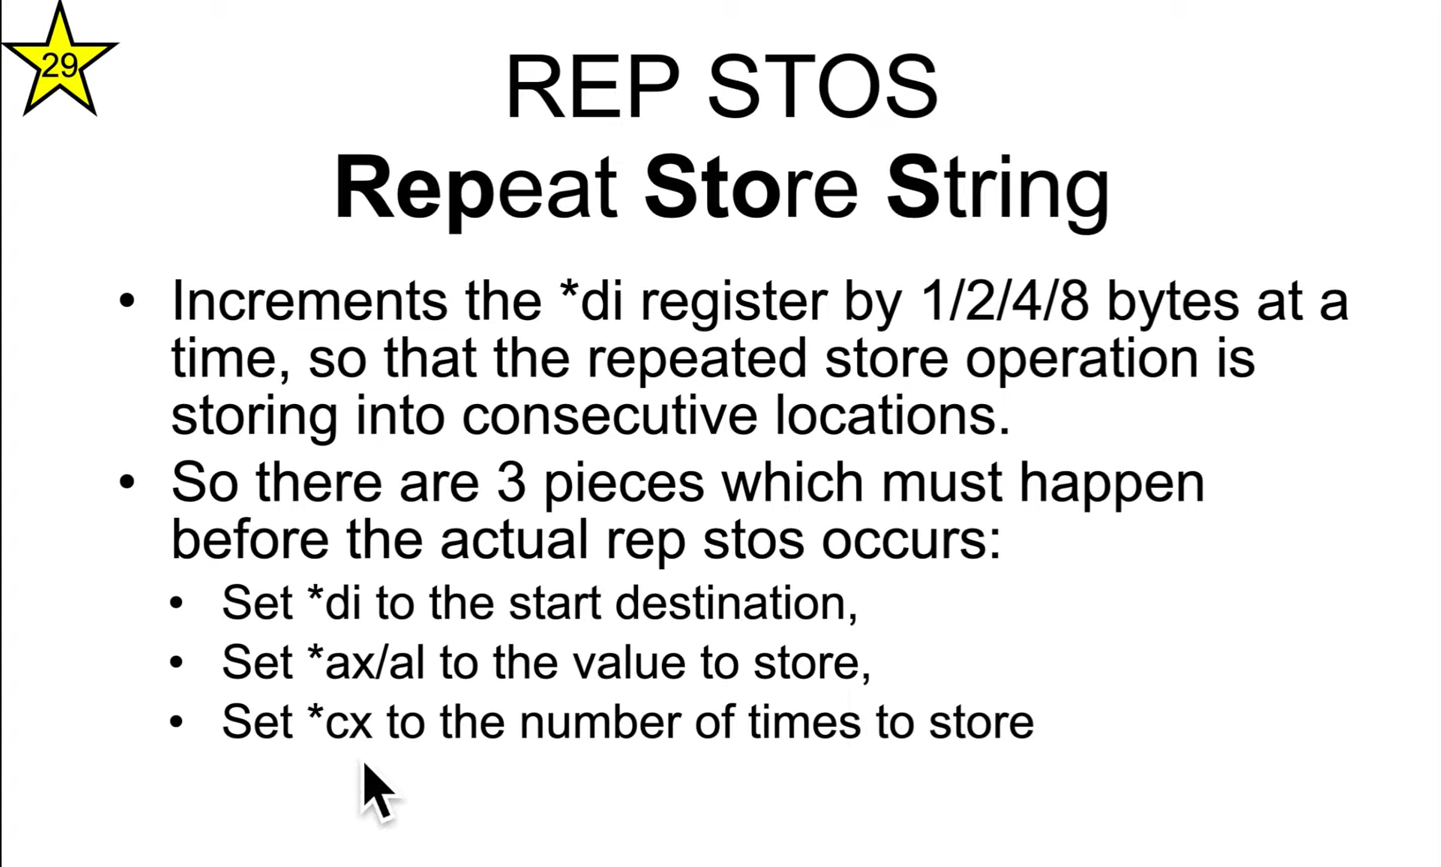 29
REP STOS
Repeat Store String
• Increments the *di register by 1/2/4/8 bytes at a
time, so that the repeated store operation is
storing into consecutive locations.
• So there are 3 pieces which must happen
before the actual rep stos occurs:
• Set *di to the start destination,
• Set *ax/al to the value to store,
• Set *cx to the number of times to store